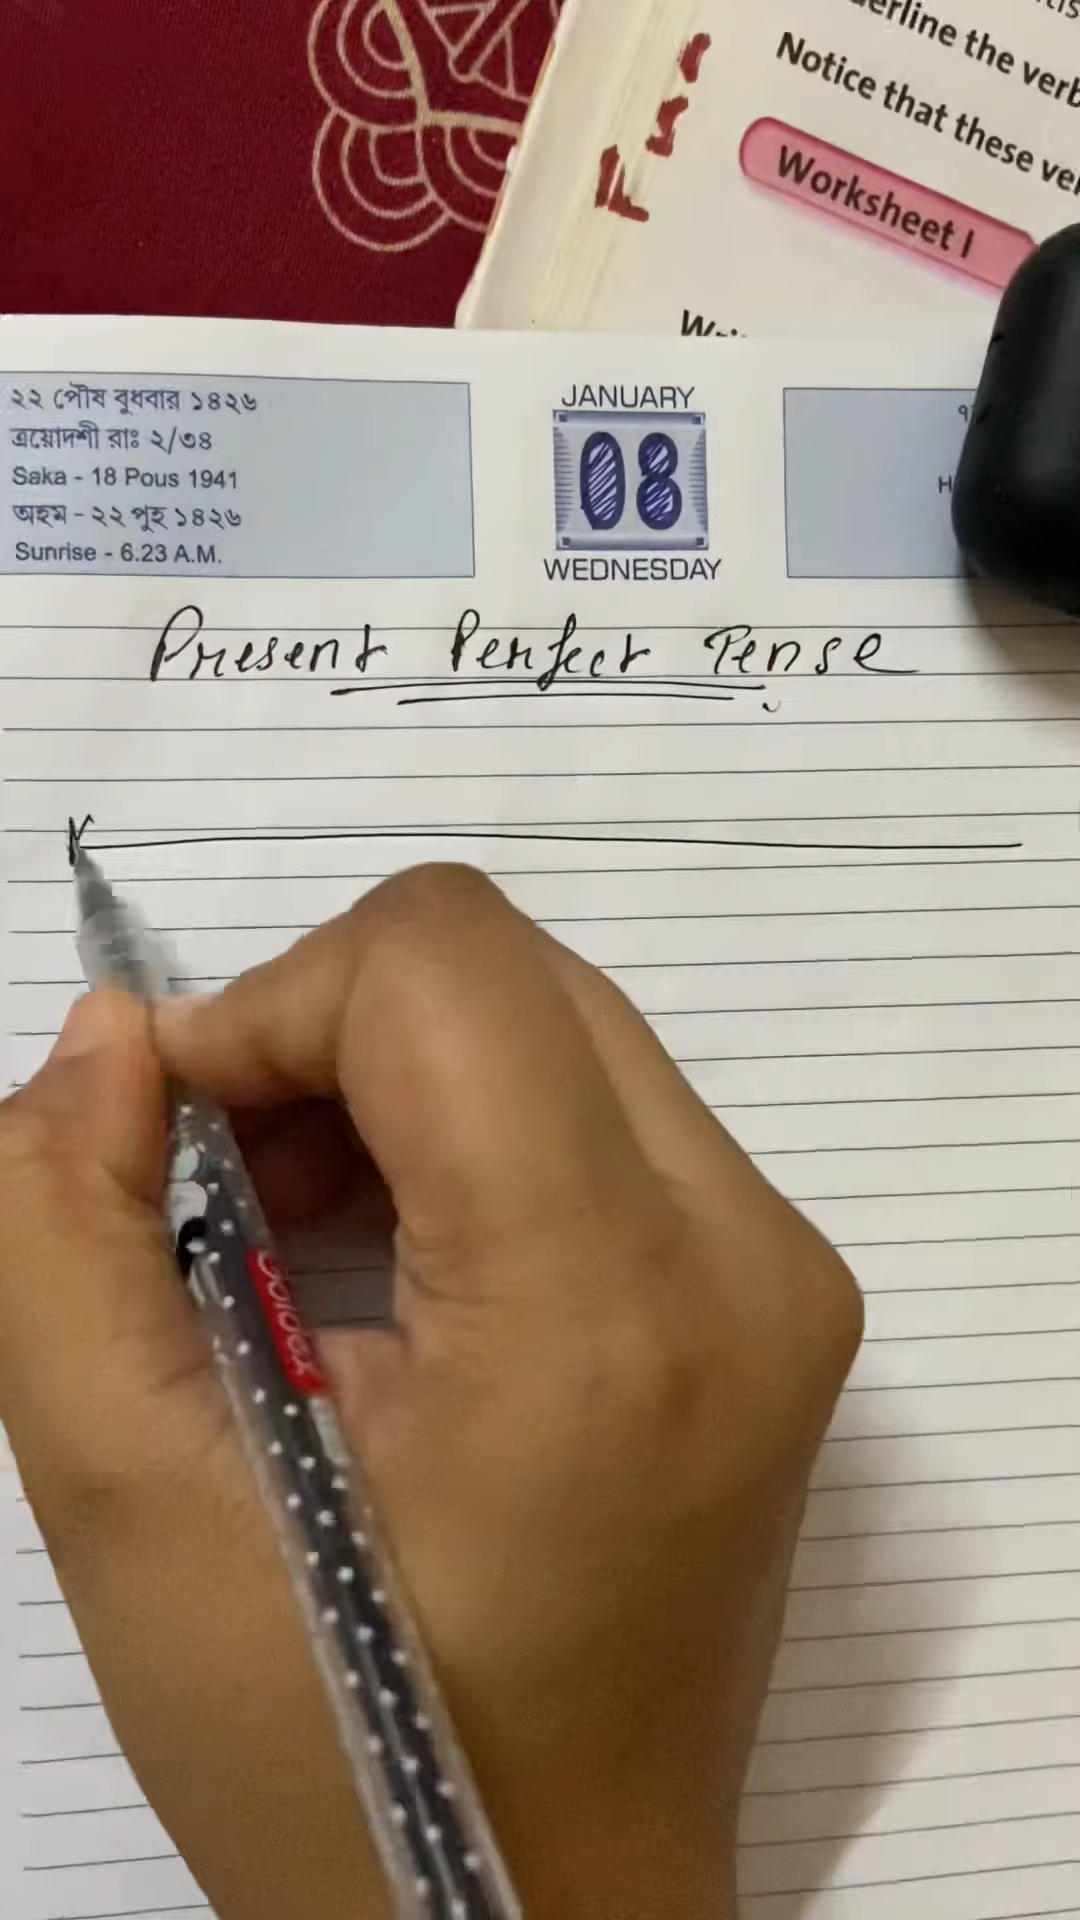 erline the verb
Notice that these ve
Worksheet I
২২ পৌষ বুধবার ১৪২৬
ত্রয়োদশী রাঃ ২/৩৪
Saka - 18 Pous 1941
অহম - ২২ পুহ ১৪২৬
Sunrise - 6.23 A.M.
JANUARY
08
WEDNESDAY
H
Present Perfect Tense
Goldex